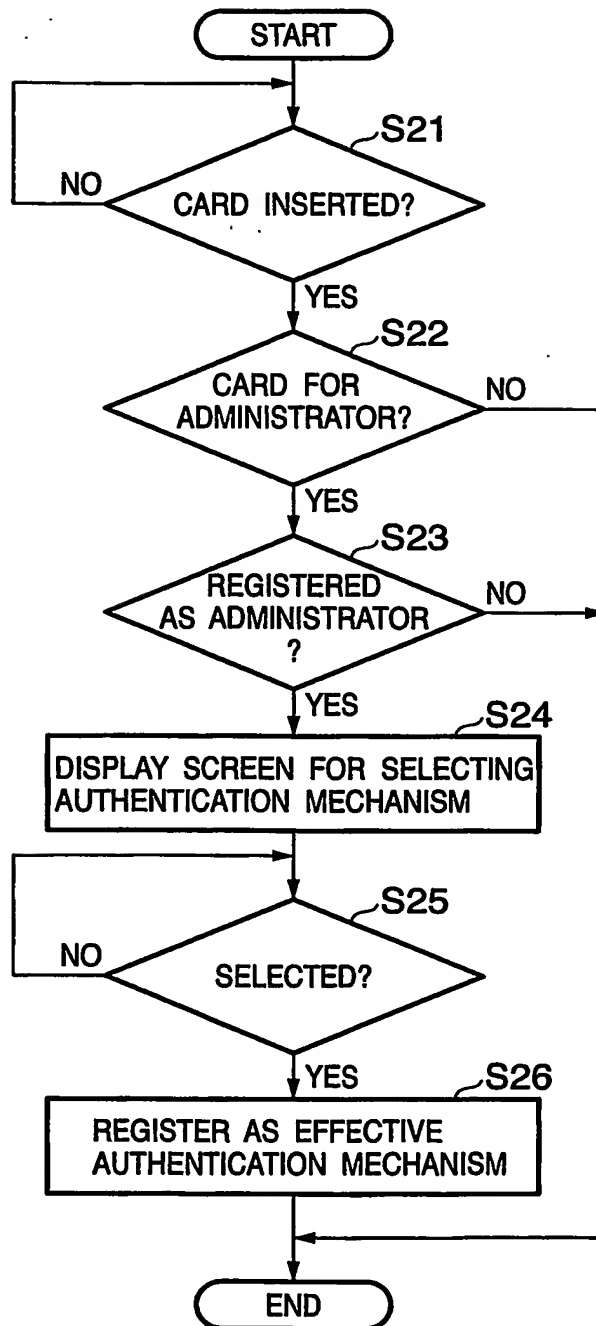 START
S21
NO
CARD INSERTED?
YES
S22
CARD FOR
ADMINISTRATOR?
NO
YES
S23
REGISTERED
AS ADMINISTRATOR
?
NO
YES
S24
DISPLAY SCREEN FOR SELECTING
AUTHENTICATION MECHANISM
S25
NO
SELECTED?
YES
S26
REGISTER AS EFFECTIVE
AUTHENTICATION MECHANISM
END